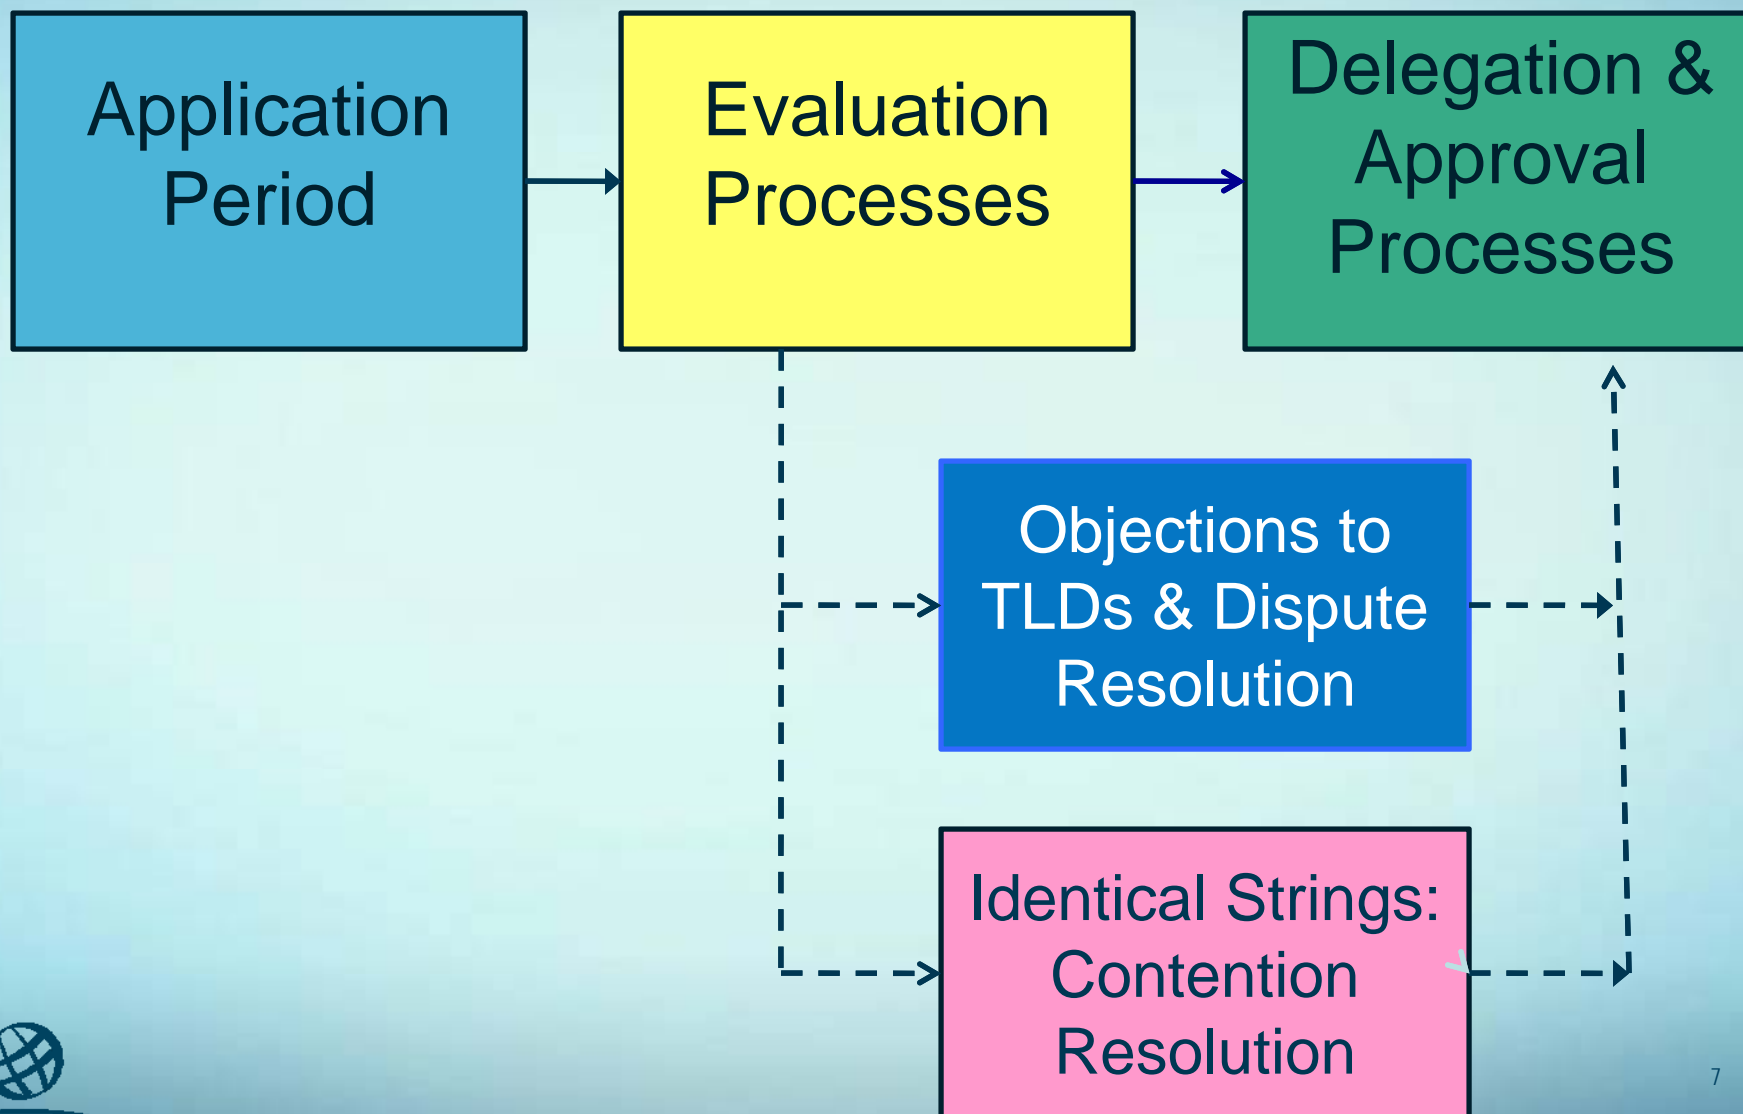 Application
Period
Evaluation
Processes
Delegation &
Approval
Processes
Objections to
TLDs & Dispute
Resolution
Identical Strings:
Contention
Resolution
7